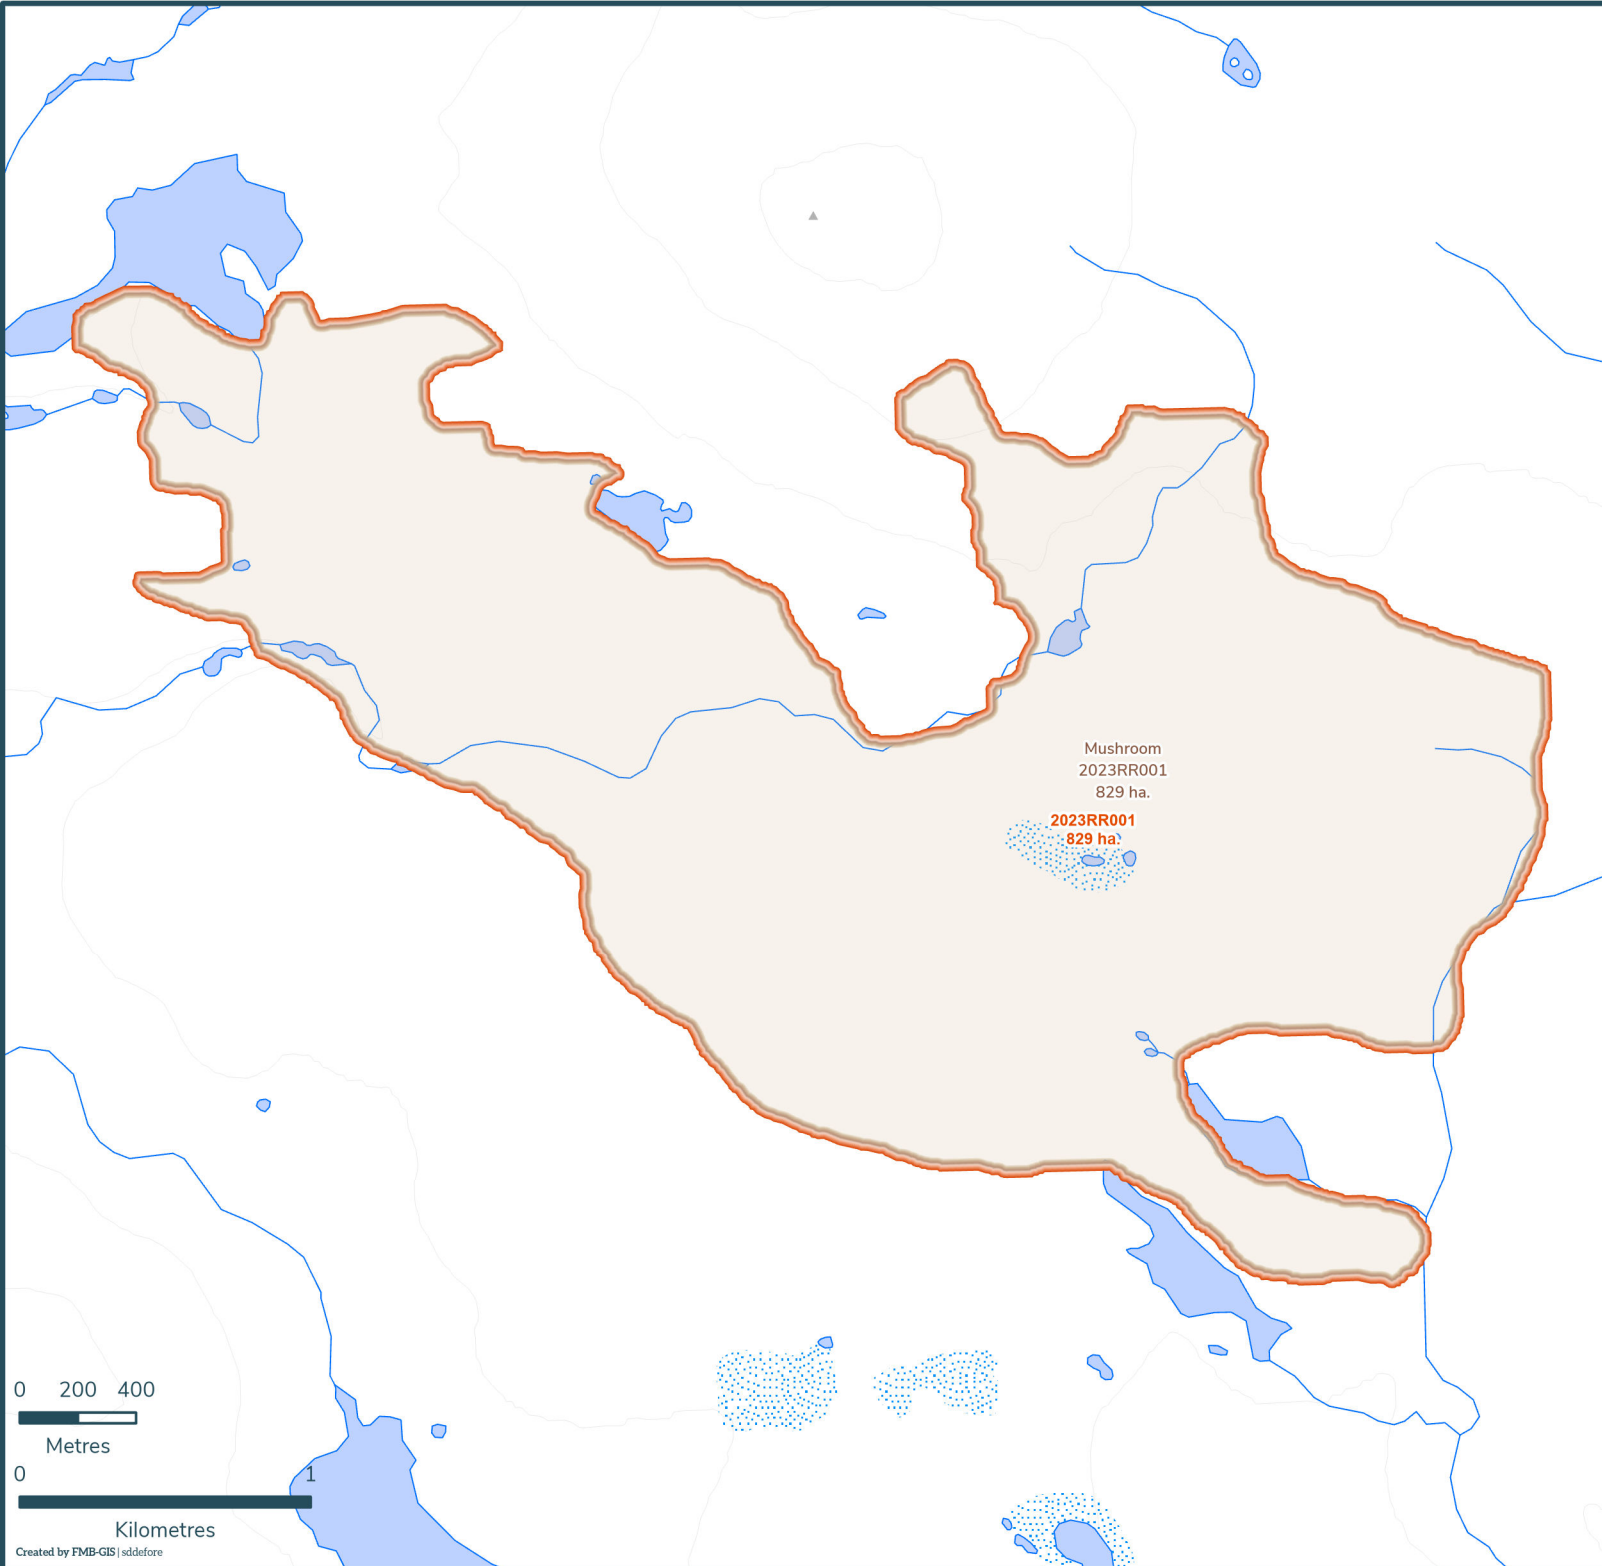 Mushroom
2023RR001
829 ha.
2023RR001
829 ha.
0 200 400
Metres
0 1
Kilometres
Created by FMB-GIS | sddefore